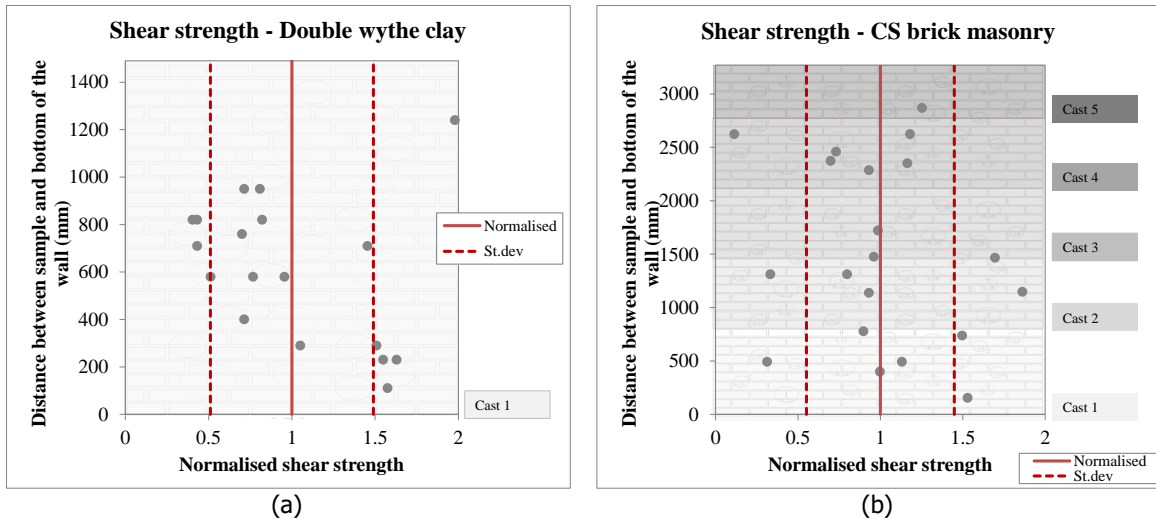 Shear strength - Double wythe clay
Distance between sample and bottom of the
wall (mm)
1400
1200
1000
800
600
400
200
0
0
0.5
1
1.5
2
Normalised shear strength
Normalised
St.dev
Cast 1
(a)
Shear strength - CS brick masonry
Distance between sample and bottom of the
wall (mm)
3000
2500
2000
1500
1000
500
0
0
0.5
1
1.5
2
Normalised shear strength
Cast 5
Cast 4
Cast 3
Cast 2
Cast 1
Normalised
St.dev
(b)